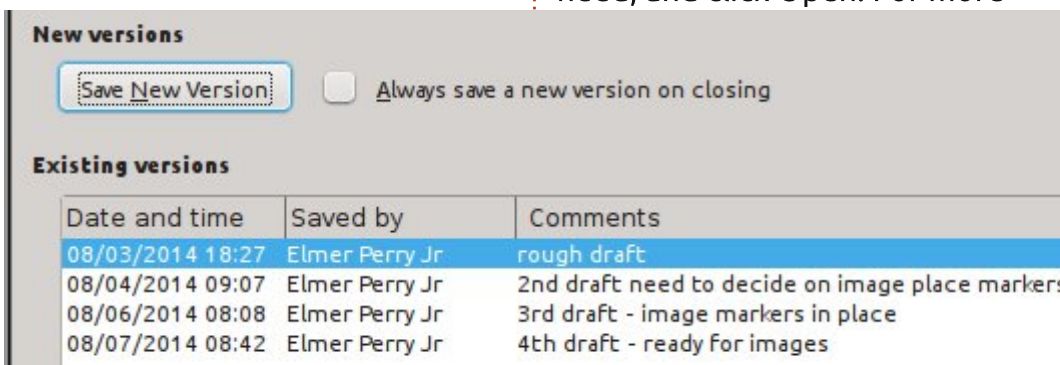 New versions
Save New Version Always save a new version on closing
Existing versions
Date and time Saved by Comments
08/03/2014 18:27 Elmer Perry Jr rough draft
08/04/2014 09:07 Elmer Perry Jr 2nd draft need to decide on image place markers
08/06/2014 08:08 Elmer Perry Jr 3rd draft - image markers in place
08/07/2014 08:42 Elmer Perry Jr 4th draft - ready for images